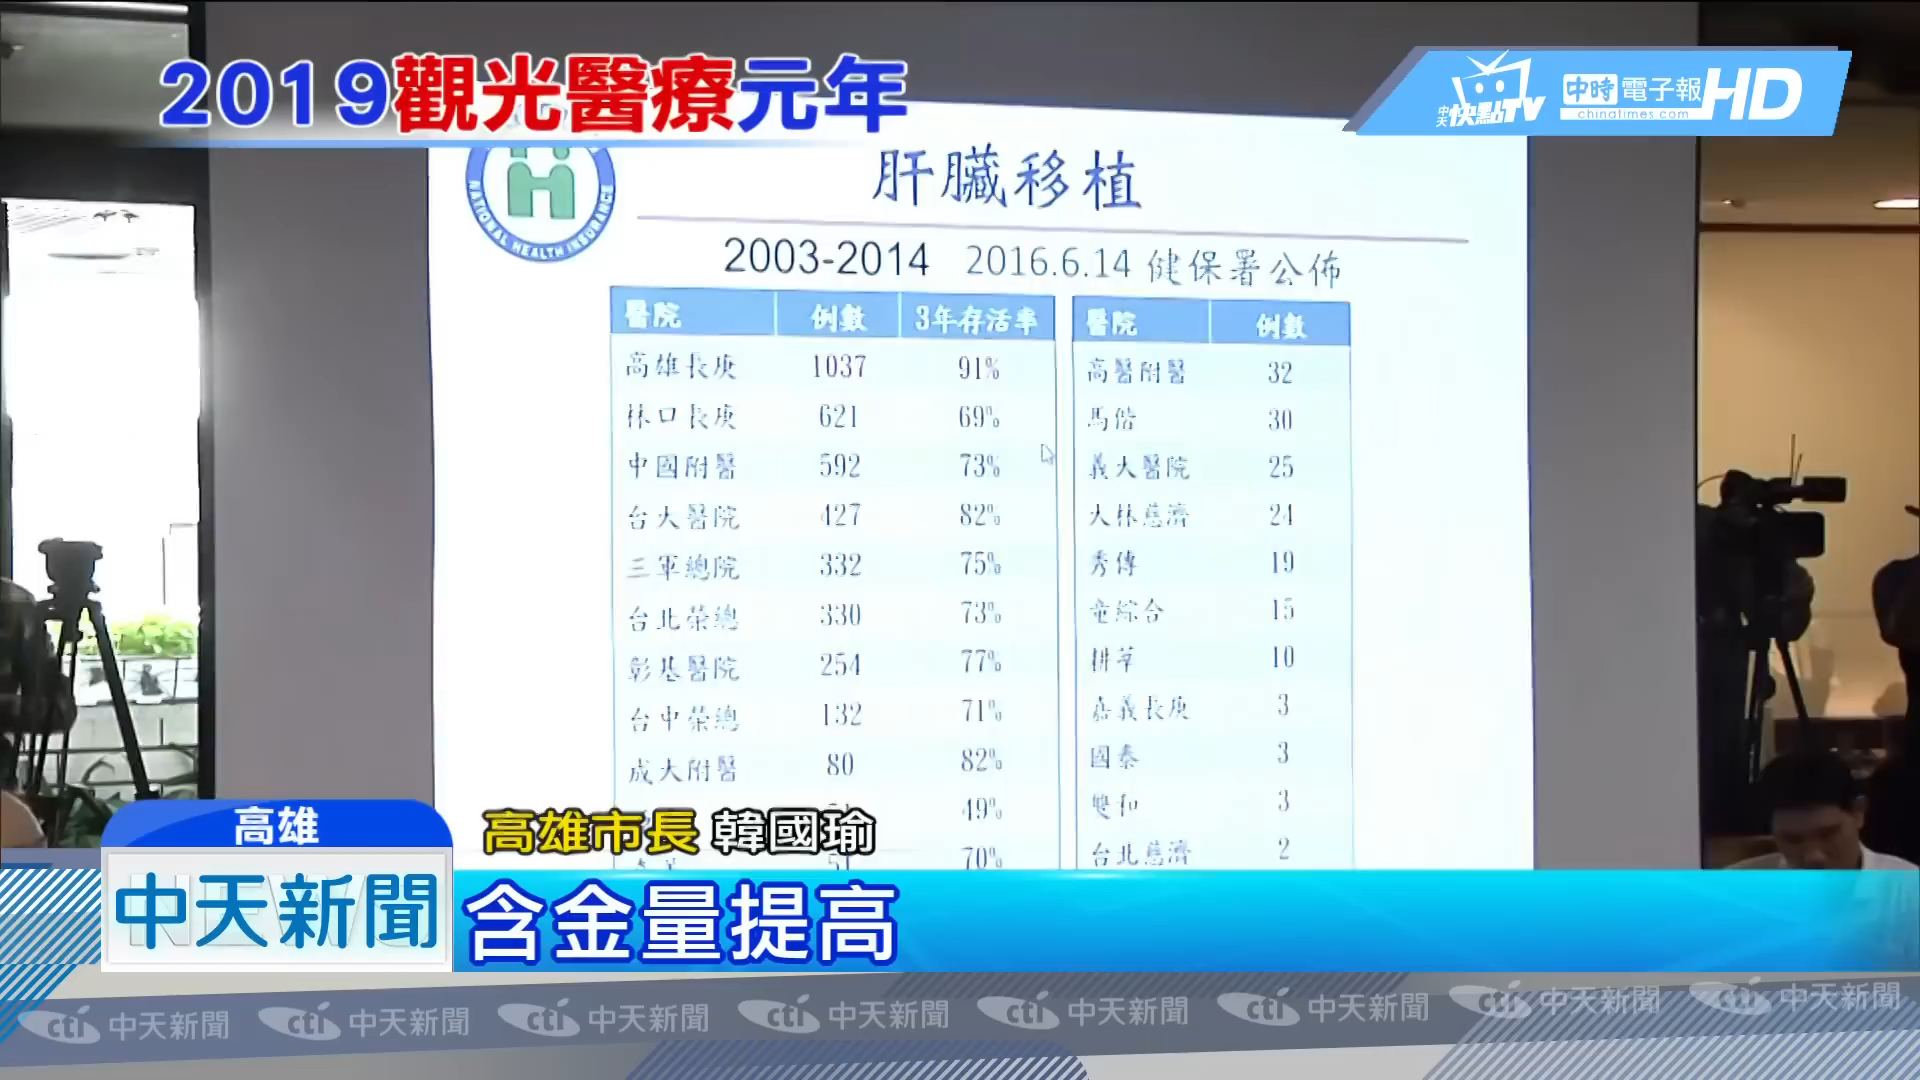 2019觀光醫療元年
中天快點TV 中時電子報 HD
chinatimes.com
NATIONAL HEALTH INSURANCE
肝臟移植
2003-2014 2016.6.14 健保署公佈
醫院 例數 3年存活率
高雄長庚 1037 91%
林口長庚 621 69%
中國附醫 592 73%
台大醫院 427 82%
三軍總院 332 75%
台北榮總 330 73%
彰基醫院 254 77%
台中榮總 132 71%
成大附醫 80 82%
49%
51 70%
醫院 例數
高醫附醫 32
馬偕 30
義大醫院 25
大林慈濟 24
秀傳 19
童綜合 15
耕莘 10
嘉義長庚 3
國泰 3
雙和 3
台北慈濟 2
高雄
高雄市長 韓國瑜
中天新聞
NEWS
含金量提高
cti 中天新聞 cti 中天新聞 cti 中天新聞 cti 中天新聞 cti 中天新聞 cti 中天新聞 cti 中天新聞 cti 中天新聞